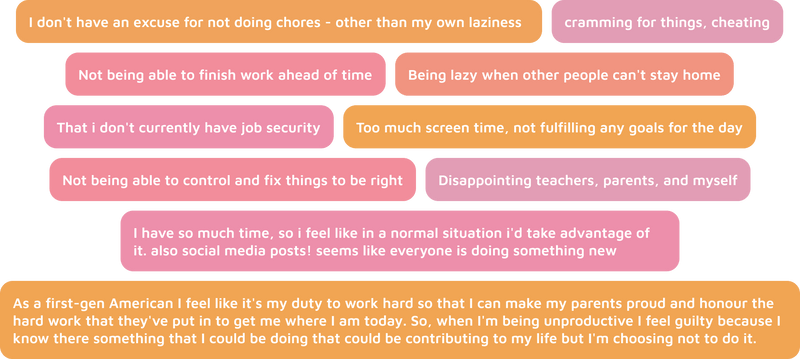 I don't have an excuse for not doing chores - other than my own laziness
cramming for things, cheating
Not being able to finish work ahead of time
Being lazy when other people can't stay home
That i don't currently have job security
Too much screen time, not fulfilling any goals for the day
Not being able to control and fix things to be right
Disappointing teachers, parents, and myself
I have so much time, so i feel like in a normal situation i'd take advantage of
it. also social media posts! seems like everyone is doing something new
As a first-gen American I feel like it's my duty to work hard so that I can make my parents proud and honour the
hard work that they've put in to get me where I am today. So, when I'm being unproductive I feel guilty because I
know there something that I could be doing that could be contributing to my life but I'm choosing not to do it.